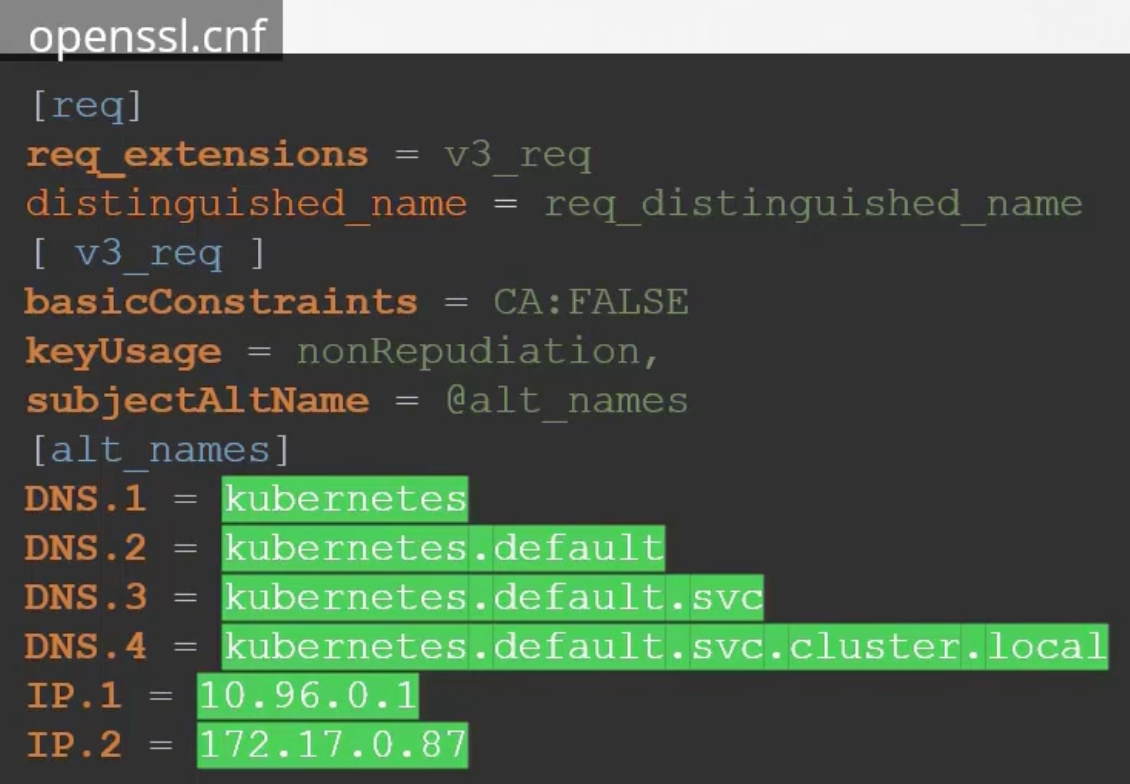 openssl.cnf
[req]
req_extensions = v3_req
distinguished_name = req_distinguished_name
[ v3_req ]
basicConstraints = CA:FALSE
keyUsage = nonRepudiation,
subjectAltName = @alt_names
[alt_names]
DNS.1 = kubernetes
DNS.2 = kubernetes.default
DNS.3 = kubernetes.default.svc
DNS.4 = kubernetes.default.svc.cluster.local
IP.1 = 10.96.0.1
IP.2 = 172.17.0.87